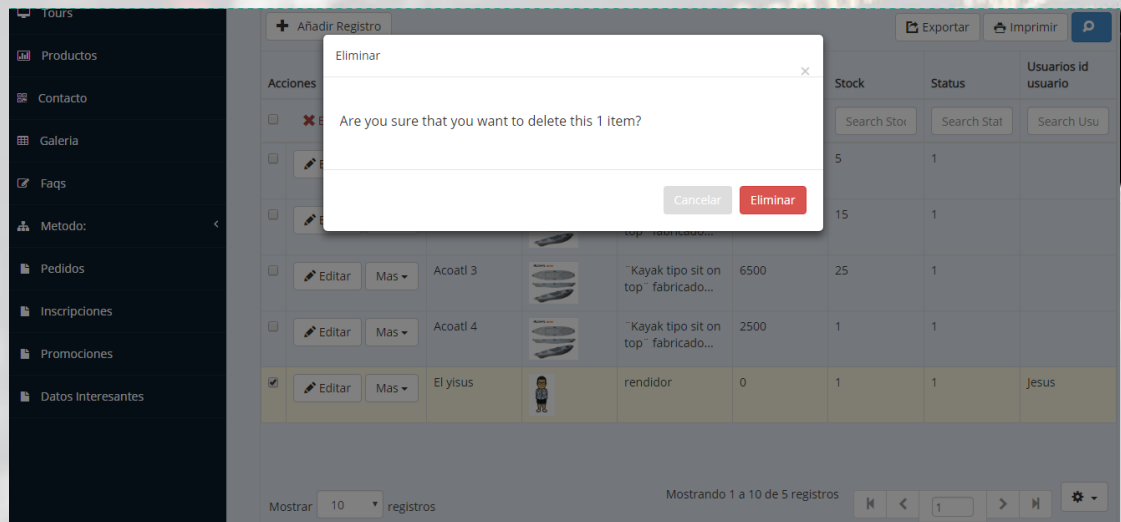 Tours
Productos
Contacto
Galeria
Faqs
Metodo:
Pedidos
Inscripciones
Promociones
Datos Interesantes
Añadir Registro
Exportar
Imprimir
Eliminar
×
Are you sure that you want to delete this 1 item?
Cancelar
Eliminar
Acciones
Stock
Status
Usuarios id
usuario
Search Stat
Search Usu
5 1
15 1
top¨ fabricado...
Editar Mas Acoatl 3 ¨Kayak tipo sit on 6500 25 1
top¨ fabricado...
Editar Mas Acoatl 4 ¨Kayak tipo sit on 2500 1 1
top¨ fabricado...
Editar Mas El yisus rendidor 0 1 1 Jesus
Mostrar 10 registros
Mostrando 1 a 10 de 5 registros
1